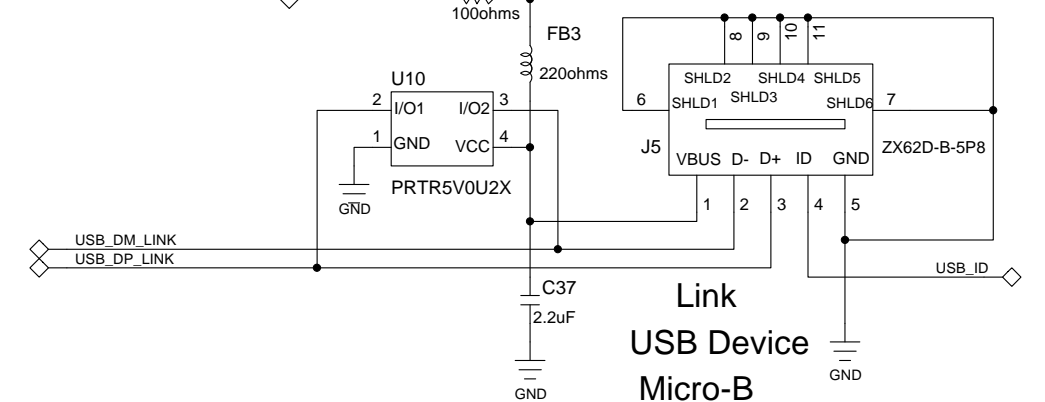 100ohms
FB3
220ohms
U10
2 I/O1 I/O2 3
1 GND VCC 4
PRTR5V0U2X
GND
8 9 10 11
SHLD2 SHLD4 SHLD5
6 SHLD1 SHLD3 SHLD6 7
J5
ZX62D-B-5P8
VBUS D- D+ ID GND
1 2 3 4 5
USB_DM_LINK
USB_DP_LINK
USB_ID
C37
2.2uF
GND
Link
USB Device
Micro-B
GND